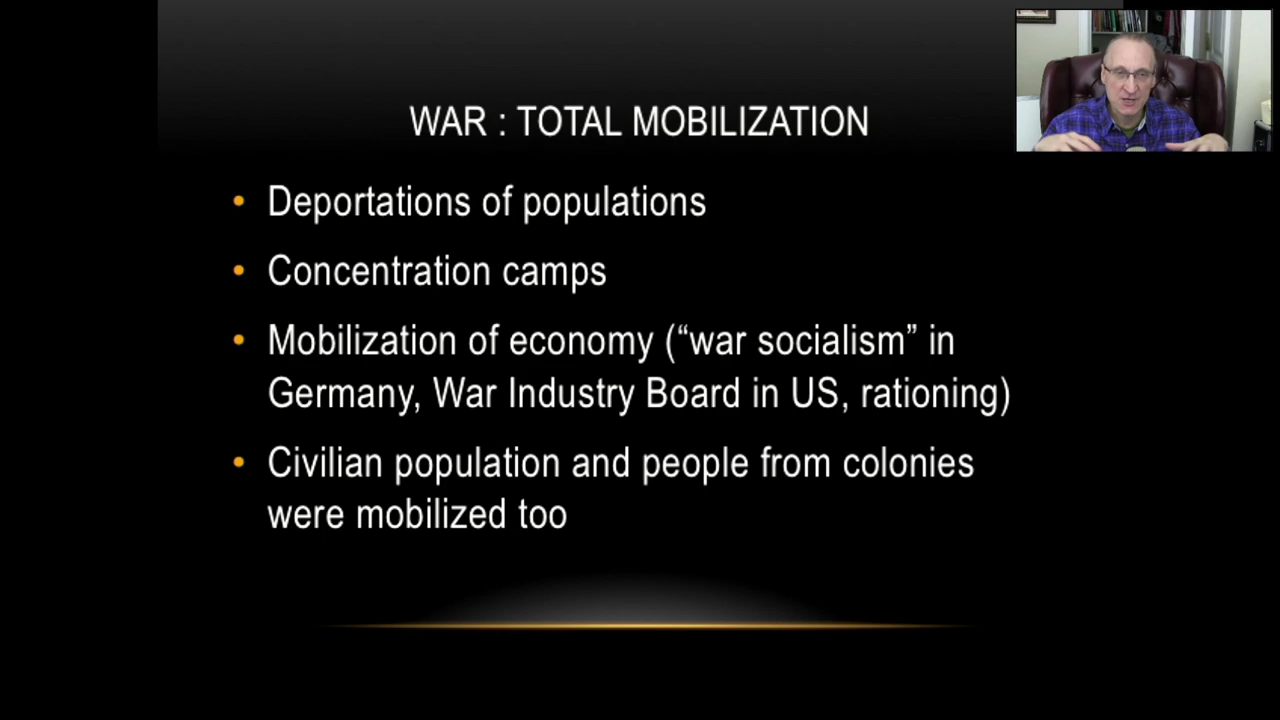 WAR : TOTAL MOBILIZATION
• Deportations of populations
• Concentration camps
• Mobilization of economy (“war socialism” in
Germany, War Industry Board in US, rationing)
• Civilian population and people from colonies
were mobilized too